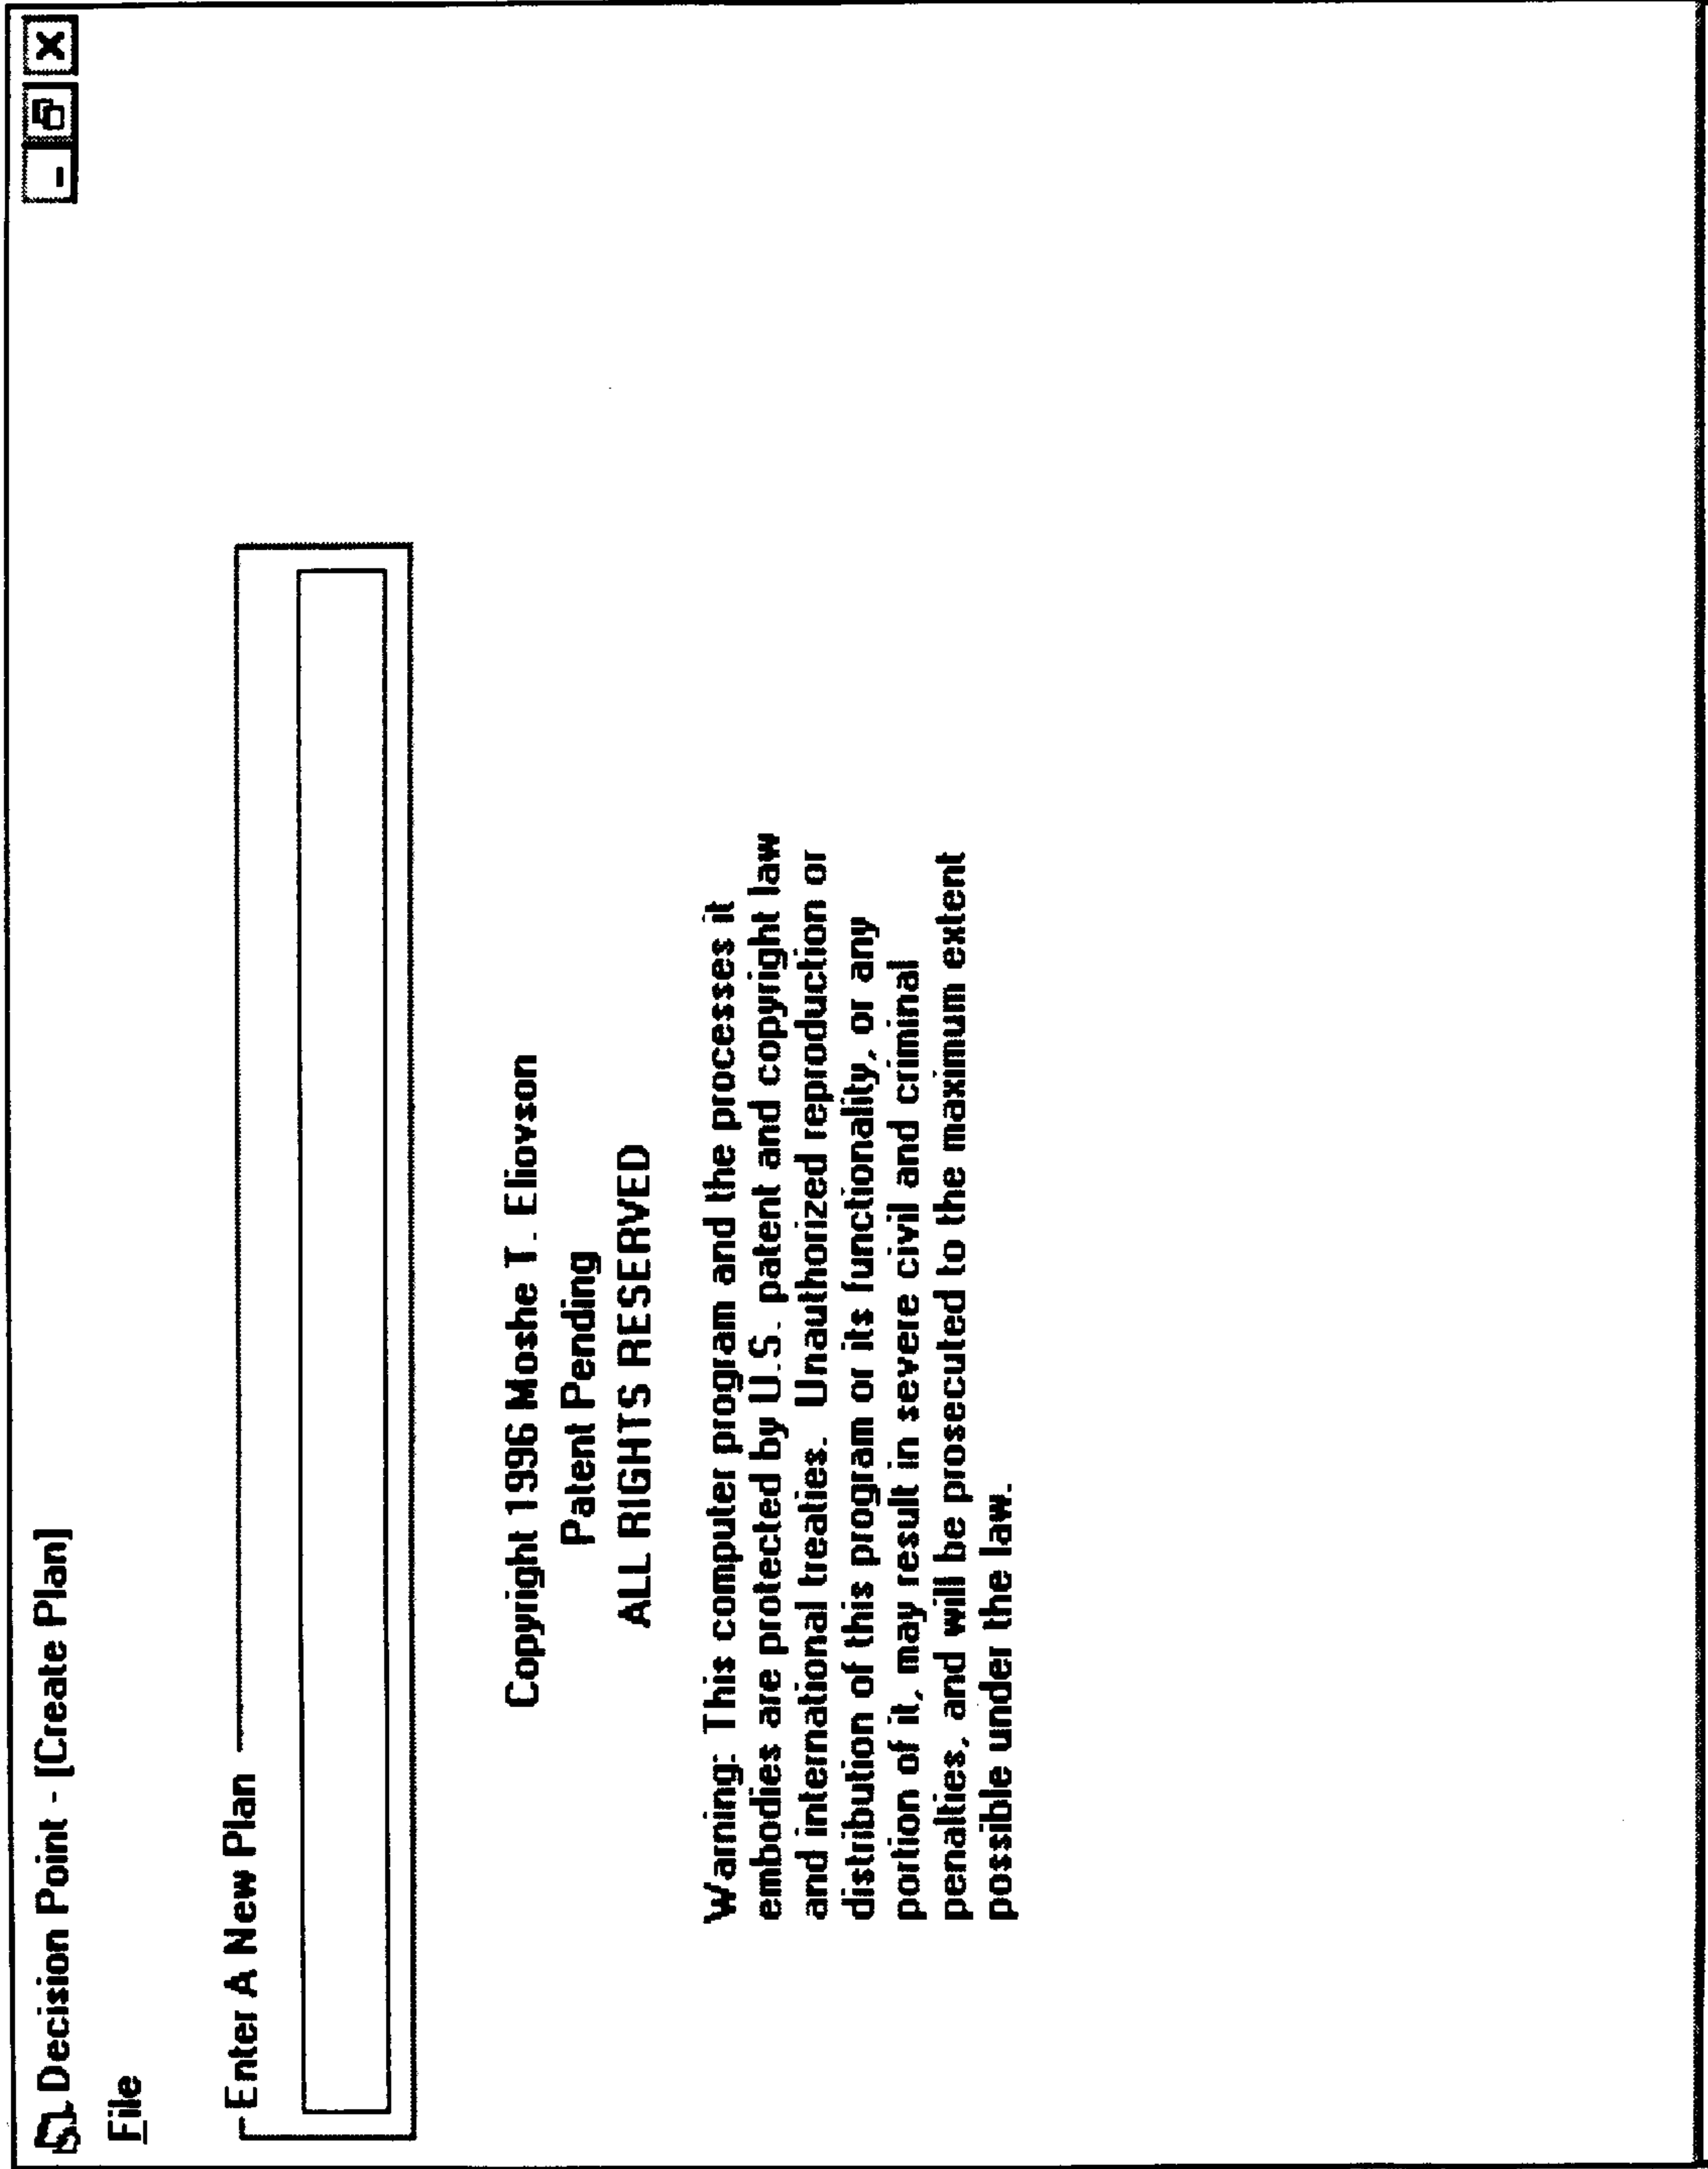 Decision Point - [Create Plan]
File
Enter A New Plan
Copyright 1996 Moshe T. Eliovson
Patent Pending
ALL RIGHTS RESERVED
Warning: This computer program and the processes it
embodies are protected by U.S. patent and copyright law
and international treaties. Unauthorized reproduction or
distribution of this program or its functionality, or any
portion of it, may result in severe civil and criminal
penalties, and will be prosecuted to the maximum extent
possible under the law.